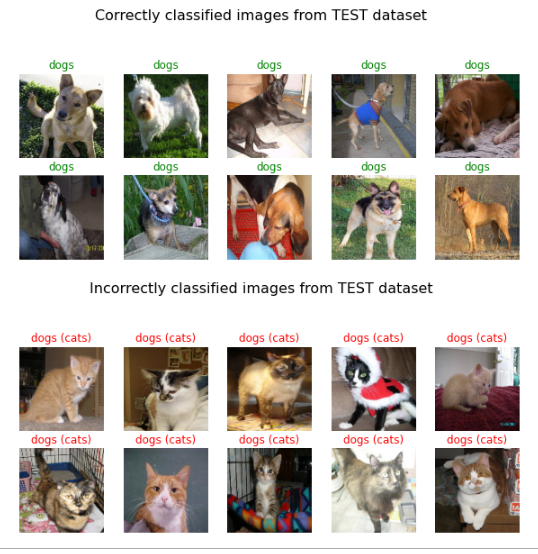 Correctly classified images from TEST dataset
dogs dogs dogs dogs dogs
dogs dogs dogs dogs dogs
Incorrectly classified images from TEST dataset
dogs (cats) dogs (cats) dogs (cats) dogs (cats) dogs (cats)
dogs (cats) dogs (cats) dogs (cats) dogs (cats) dogs (cats)